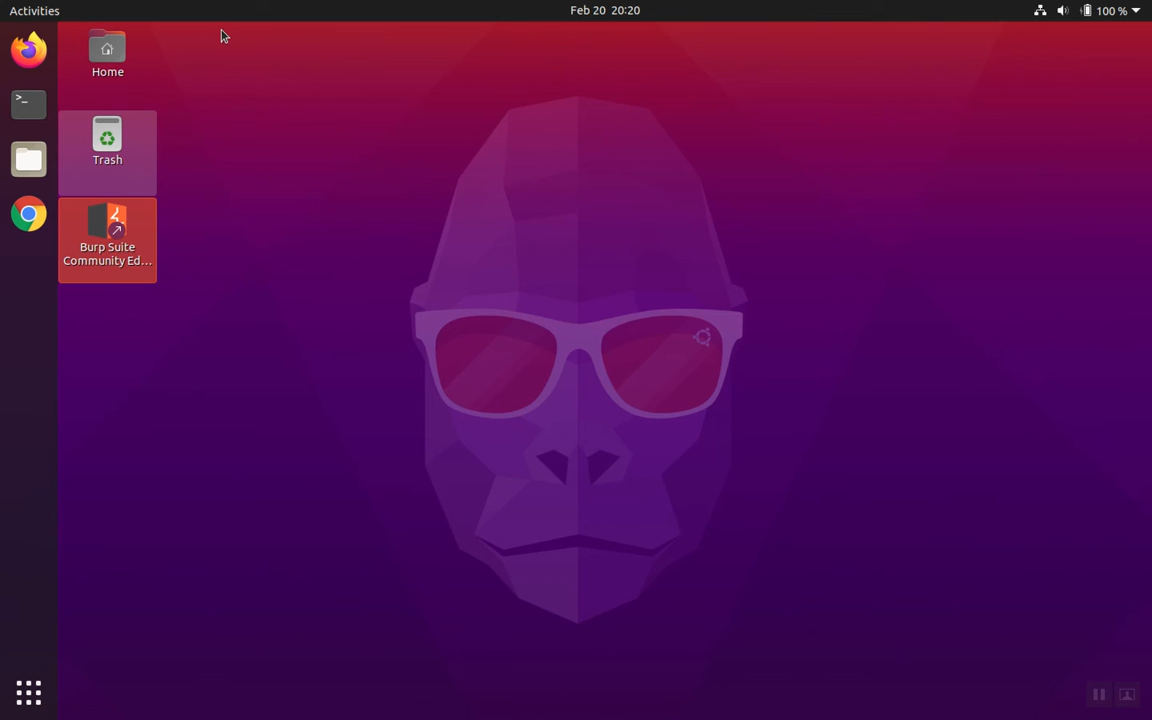 Activities
Feb 20 20:20
100 %
Home
Trash
Burp Suite
Community Ed...
>_